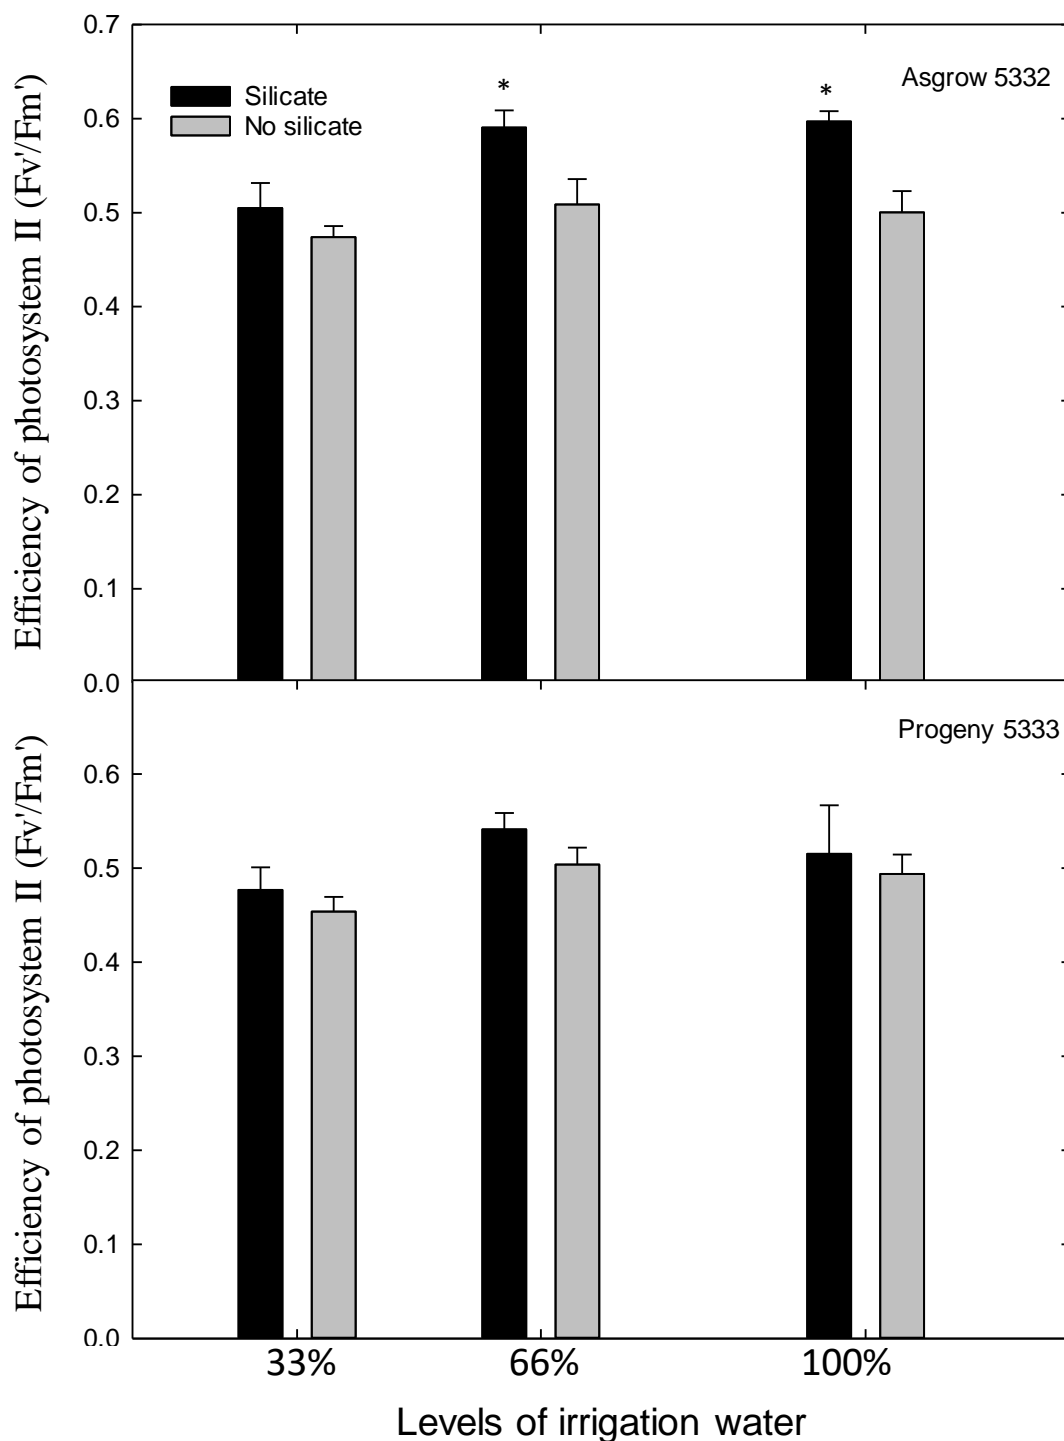 0.7
Asgrow 5332
*
*
Silicate
No silicate
0.6
0.5
0.4
0.3
0.2
0.1
0.0
Efficiency of photosystem II (Fv'/Fm')
Progeny 5333
0.6
0.5
0.4
0.3
0.2
0.1
0.0
Efficiency of photosystem II (Fv'/Fm')
33% 66% 100%
Levels of irrigation water